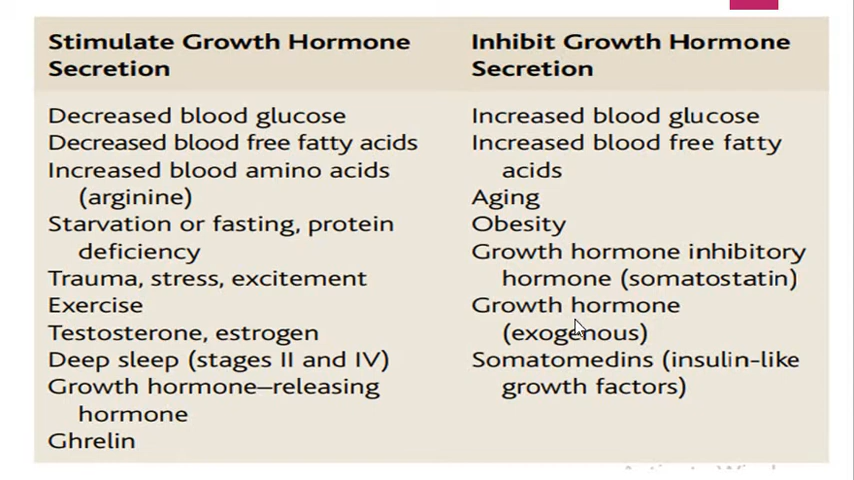 Stimulate Growth Hormone
Secretion
Decreased blood glucose
Decreased blood free fatty acids
Increased blood amino acids
(arginine)
Starvation or fasting, protein
deficiency
Trauma, stress, excitement
Exercise
Testosterone, estrogen
Deep sleep (stages II and IV)
Growth hormone–releasing
hormone
Ghrelin
Inhibit Growth Hormone
Secretion
Increased blood glucose
Increased blood free fatty
acids
Aging
Obesity
Growth hormone inhibitory
hormone (somatostatin)
Growth hormone
(exogenous)
Somatomedins (insulin-like
growth factors)